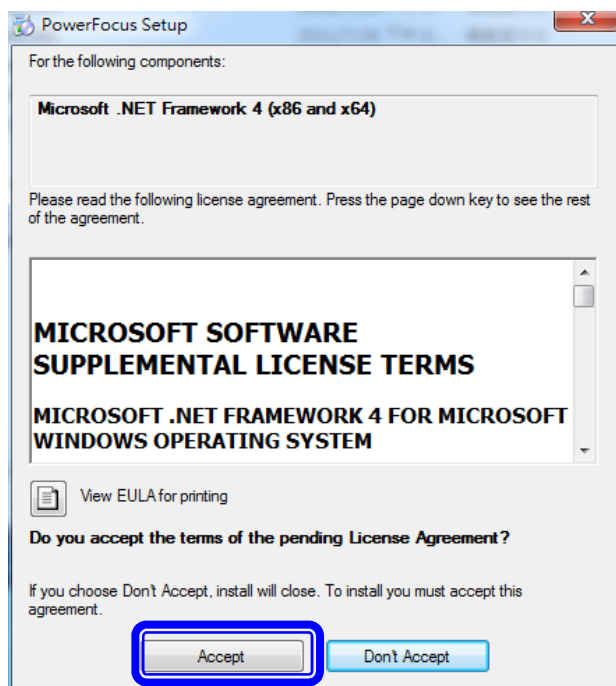 PowerFocus Setup
For the following components:
Microsoft .NET Framework 4 (x86 and x64)
Please read the following license agreement. Press the page down key to see the rest
of the agreement.
MICROSOFT SOFTWARE
SUPPLEMENTAL LICENSE TERMS
MICROSOFT .NET FRAMEWORK 4 FOR MICROSOFT
WINDOWS OPERATING SYSTEM
View EULA for printing
Do you accept the terms of the pending License Agreement?
If you choose Don't Accept, install will close. To install you must accept this
agreement.
Accept
Don't Accept